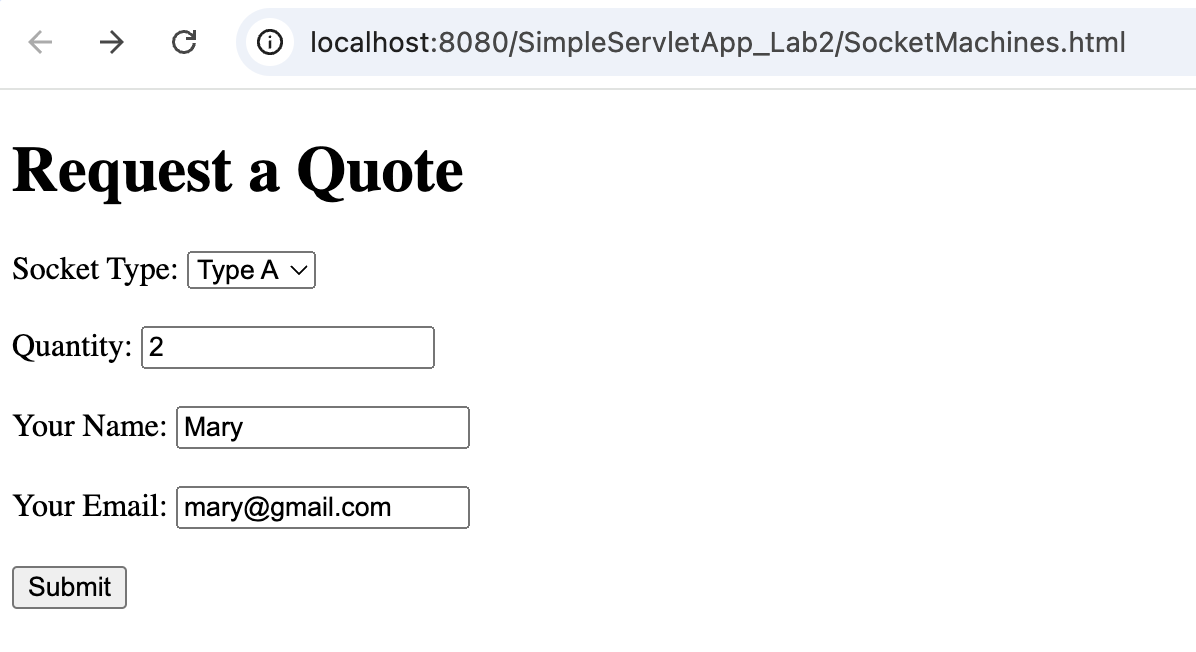 localhost:8080/SimpleServletApp_Lab2/SocketMachines.html
Request a Quote
Socket Type: Type A
Quantity: 2
Your Name: Mary
Your Email: mary@gmail.com
Submit